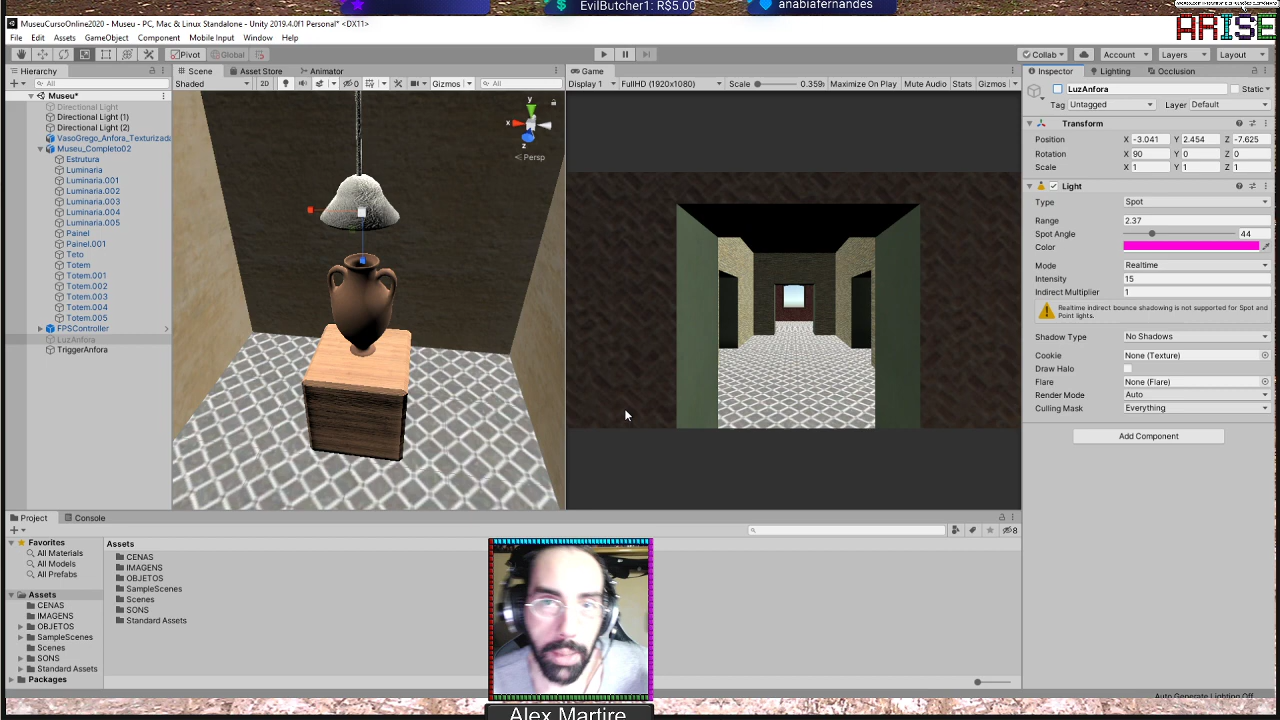 EvilButcher1: R$5.00
anabiafernandes
ARISE
MuseuCursoOnline2020 - Museu - PC, Mac & Linux Standalone - Unity 2019.4.0f1 Personal* <DX11>
File Edit Assets GameObject Component Mobile Input Window Help
Pivot Global Collab Account Layers Layout
Hierarchy
All
Museu*
Directional Light
Directional Light (1)
Directional Light (2)
VasoGrego_Anfora_Texturizada
Museu_Completo02
Estrutura
Luminaria
Luminaria.001
Luminaria.002
Luminaria.003
Luminaria.004
Luminaria.005
Painel
Painel.001
Teto
Totem
Totem.001
Totem.002
Totem.003
Totem.004
Totem.005
FPSController
LuzAnfora
TriggerAnfora
Scene Asset Store Animator
Shaded 2D 0 Gizmos All
y
x
z
Persp
Game
Display 1 FullHD (1920x1080) Scale 0.359x Maximize On Play Mute Audio Stats Gizmos
Inspector Lighting Occlusion
LuzAnfora Static
Tag Untagged Layer Default
Transform
Position X -3.041 Y 2.454 Z -7.625
Rotation X 90 Y 0 Z 0
Scale X 1 Y 1 Z 1
Light
Type Spot
Range 2.37
Spot Angle 44
Color
Mode Realtime
Intensity 15
Indirect Multiplier 1
Realtime indirect bounce shadowing is not supported for Spot and
Point lights.
Shadow Type No Shadows
Cookie None (Texture)
Draw Halo
Flare None (Flare)
Render Mode Auto
Culling Mask Everything
Add Component
Project Console
8
Favorites
All Materials
All Models
All Prefabs
Assets
CENAS
IMAGENS
OBJETOS
SampleScenes
Scenes
SONS
Standard Assets
Packages
Assets
CENAS
IMAGENS
OBJETOS
SampleScenes
Scenes
SONS
Standard Assets
Auto Generate Lighting Off
Alex Martire